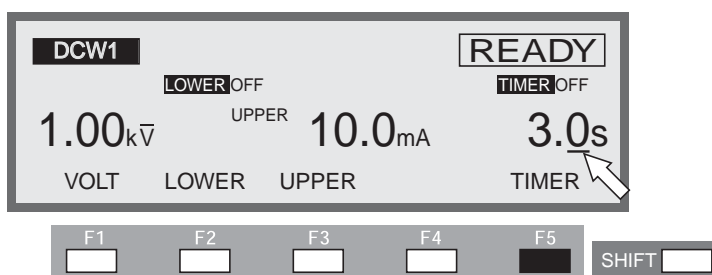 DCW1 READY
LOWER OFF TIMER OFF
1.00kV̅ UPPER 10.0mA 3.0s
VOLT LOWER UPPER TIMER
F1 F2 F3 F4 F5
SHIFT